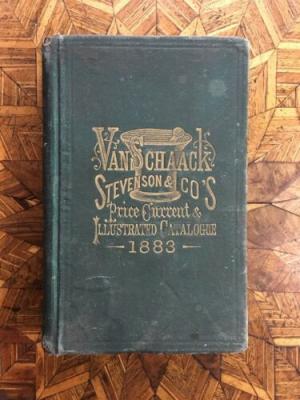 VAN SCHAACK
STEVENSON & CO'S
Price Current &
ILLUSTRATED CATALOGUE
1883